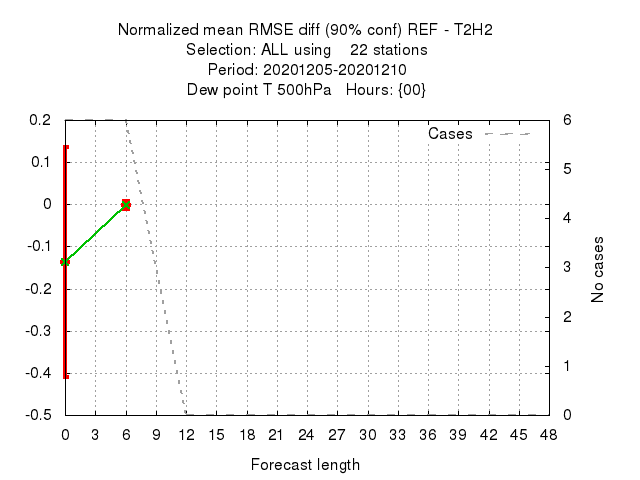 Normalized mean RMSE diff (90% conf) REF - T2H2
Selection: ALL using 22 stations
Period: 20201205-20201210
Dew point T 500hPa Hours: {00}
Cases
0.2
0.1
0
-0.1
-0.2
-0.3
-0.4
-0.5
6
5
4
3
2
1
0
No cases
0 3 6 9 12 15 18 21 24 27 30 33 36 39 42 45 48
Forecast length